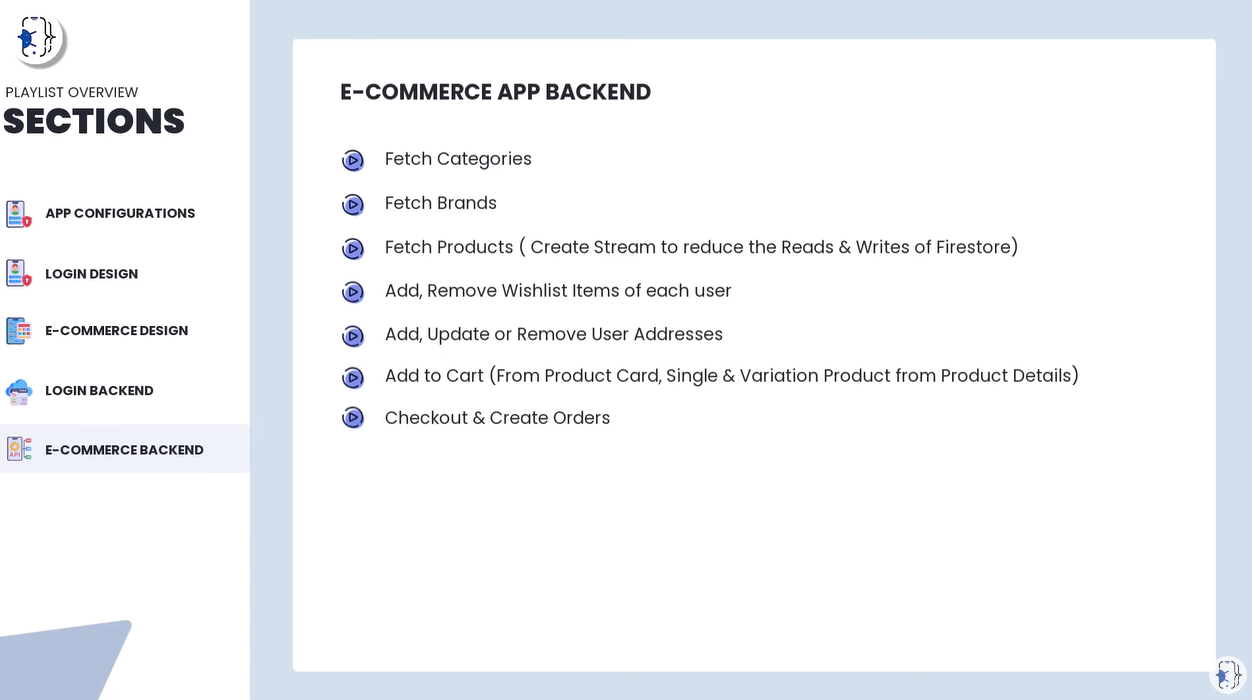 PLAYLIST OVERVIEW
SECTIONS
APP CONFIGURATIONS
LOGIN DESIGN
E-COMMERCE DESIGN
LOGIN BACKEND
API
E-COMMERCE BACKEND
E-COMMERCE APP BACKEND
Fetch Categories
Fetch Brands
Fetch Products ( Create Stream to reduce the Reads & Writes of Firestore)
Add, Remove Wishlist Items of each user
Add, Update or Remove User Addresses
Add to Cart (From Product Card, Single & Variation Product from Product Details)
Checkout & Create Orders